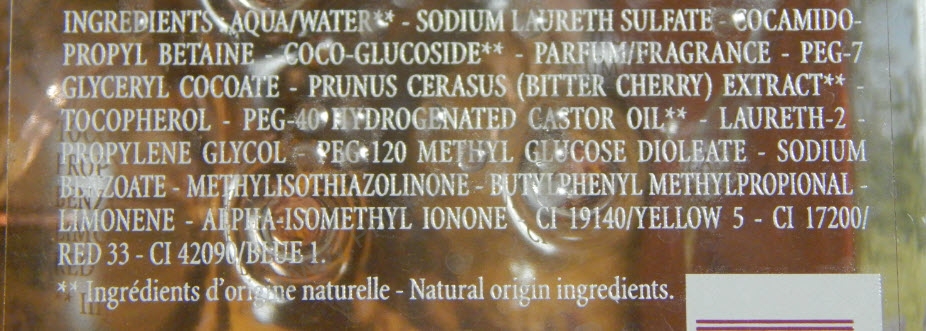 INGREDIENTS : AQUA/WATER** - SODIUM LAURETH SULFATE - COCAMIDO-
PROPYL BETAINE - COCO-GLUCOSIDE** - PARFUM/FRAGRANCE - PEG-7
GLYCERYL COCOATE - PRUNUS CERASUS (BITTER CHERRY) EXTRACT** -
TOCOPHEROL - PEG-40 HYDROGENATED CASTOR OIL** - LAURETH-2 -
PROPYLENE GLYCOL - PEG-120 METHYL GLUCOSE DIOLEATE - SODIUM
BENZOATE - METHYLISOTHIAZOLINONE - BUTYLPHENYL METHYLPROPIONAL -
LIMONENE - ALPHA-ISOMETHYL IONONE - CI 19140/YELLOW 5 - CI 17200/
RED 33 - CI 42090/BLUE 1.
** Ingrédients d'origine naturelle - Natural origin ingredients.